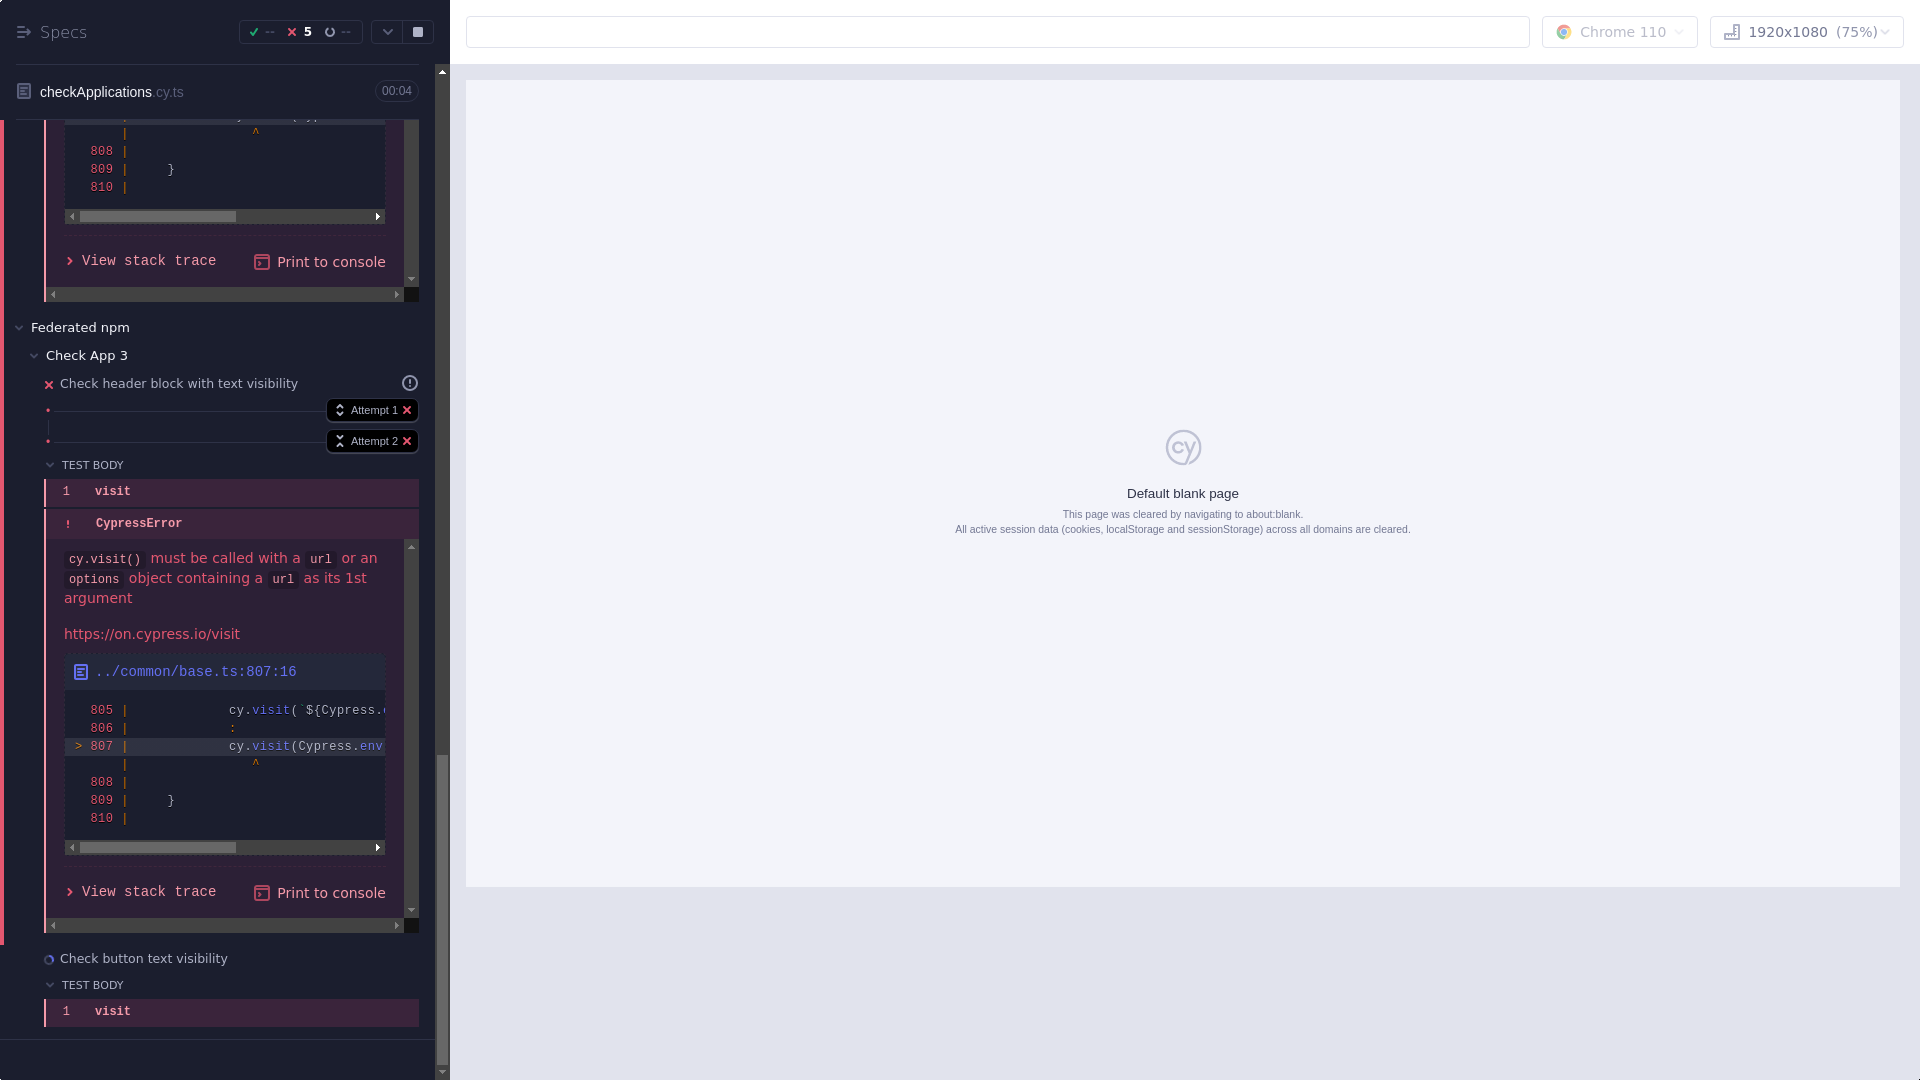 Specs
--
5
--
Chrome 110
1920x1080 (75%)
checkApplications.cy.ts
00:04
| ^
808 |
809 | }
810 |
View stack trace
Print to console
Federated npm
Check App 3
Check header block with text visibility
Attempt 1
Attempt 2
TEST BODY
1 visit
! CypressError
cy.visit() must be called with a url or an
options object containing a url as its 1st
argument
https://on.cypress.io/visit
../common/base.ts:807:16
805 | cy.visit(`${Cypress.
806 | :
> 807 | cy.visit(Cypress.env
| ^
808 |
809 | }
810 |
View stack trace
Print to console
Check button text visibility
TEST BODY
1 visit
cy
Default blank page
This page was cleared by navigating to about:blank.
All active session data (cookies, localStorage and sessionStorage) across all domains are cleared.